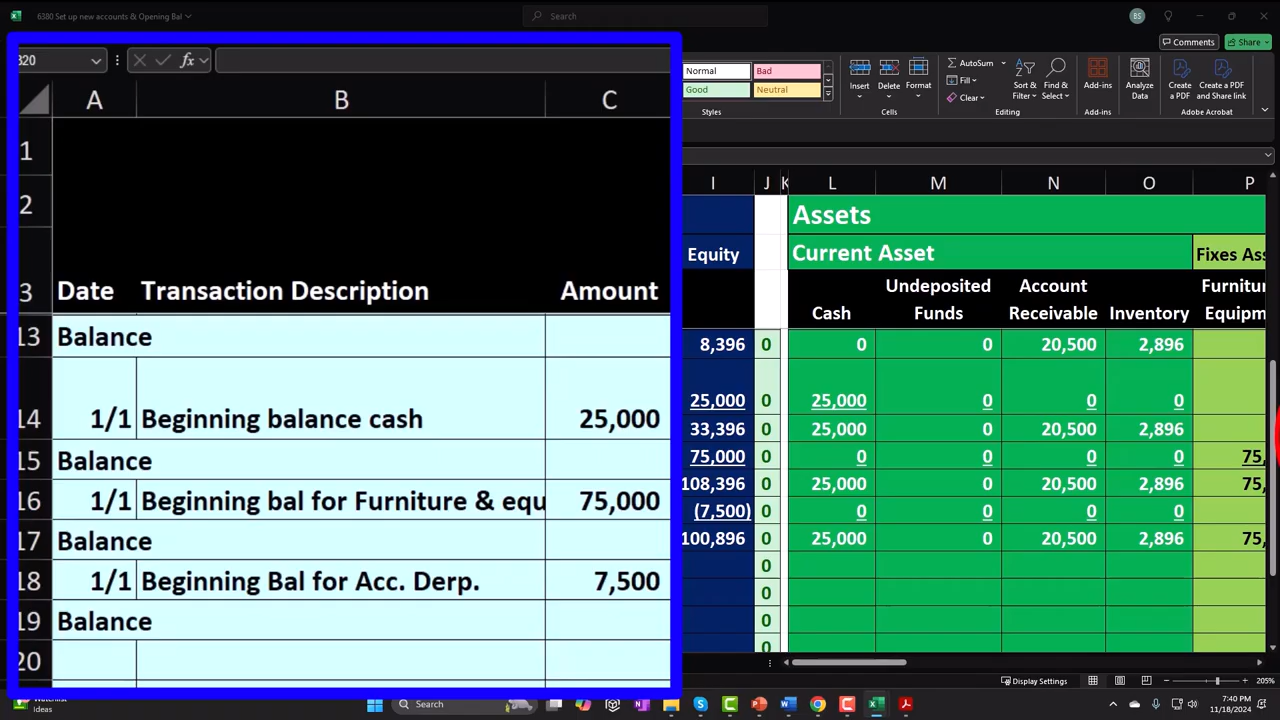 6380 Set up new accounts & Opening Bal
Search
BS
Comments
Share
320
fx
Normal
Bad
Good
Neutral
Styles
Insert
Delete
Format
Cells
AutoSum
Fill
Clear
Sort &
Filter
Find &
Select
Editing
Add-ins
Add-ins
Analyze
Data
Create
a PDF
Create a PDF
and Share link
Adobe Acrobat
A B C
1
2
3 Date Transaction Description Amount
13 Balance
14 1/1 Beginning balance cash 25,000
15 Balance
16 1/1 Beginning bal for Furniture & equ 75,000
17 Balance
18 1/1 Beginning Bal for Acc. Derp. 7,500
19 Balance
20
I J K L M N O P
Assets
Equity Current Asset Fixes Ass
Undeposited Account Furnitur
Cash Funds Receivable Inventory Equipm
8,396 0 0 0 20,500 2,896
25,000 0 25,000 0 0 0
33,396 0 25,000 0 20,500 2,896
75,000 0 0 0 0 0 75,
108,396 0 25,000 0 20,500 2,896 75,
(7,500) 0 0 0 0 0
100,896 0 25,000 0 20,500 2,896 75,
0
0
0
0
Display Settings
205%
Watchlist
Ideas
Search
7:40 PM
11/18/2024